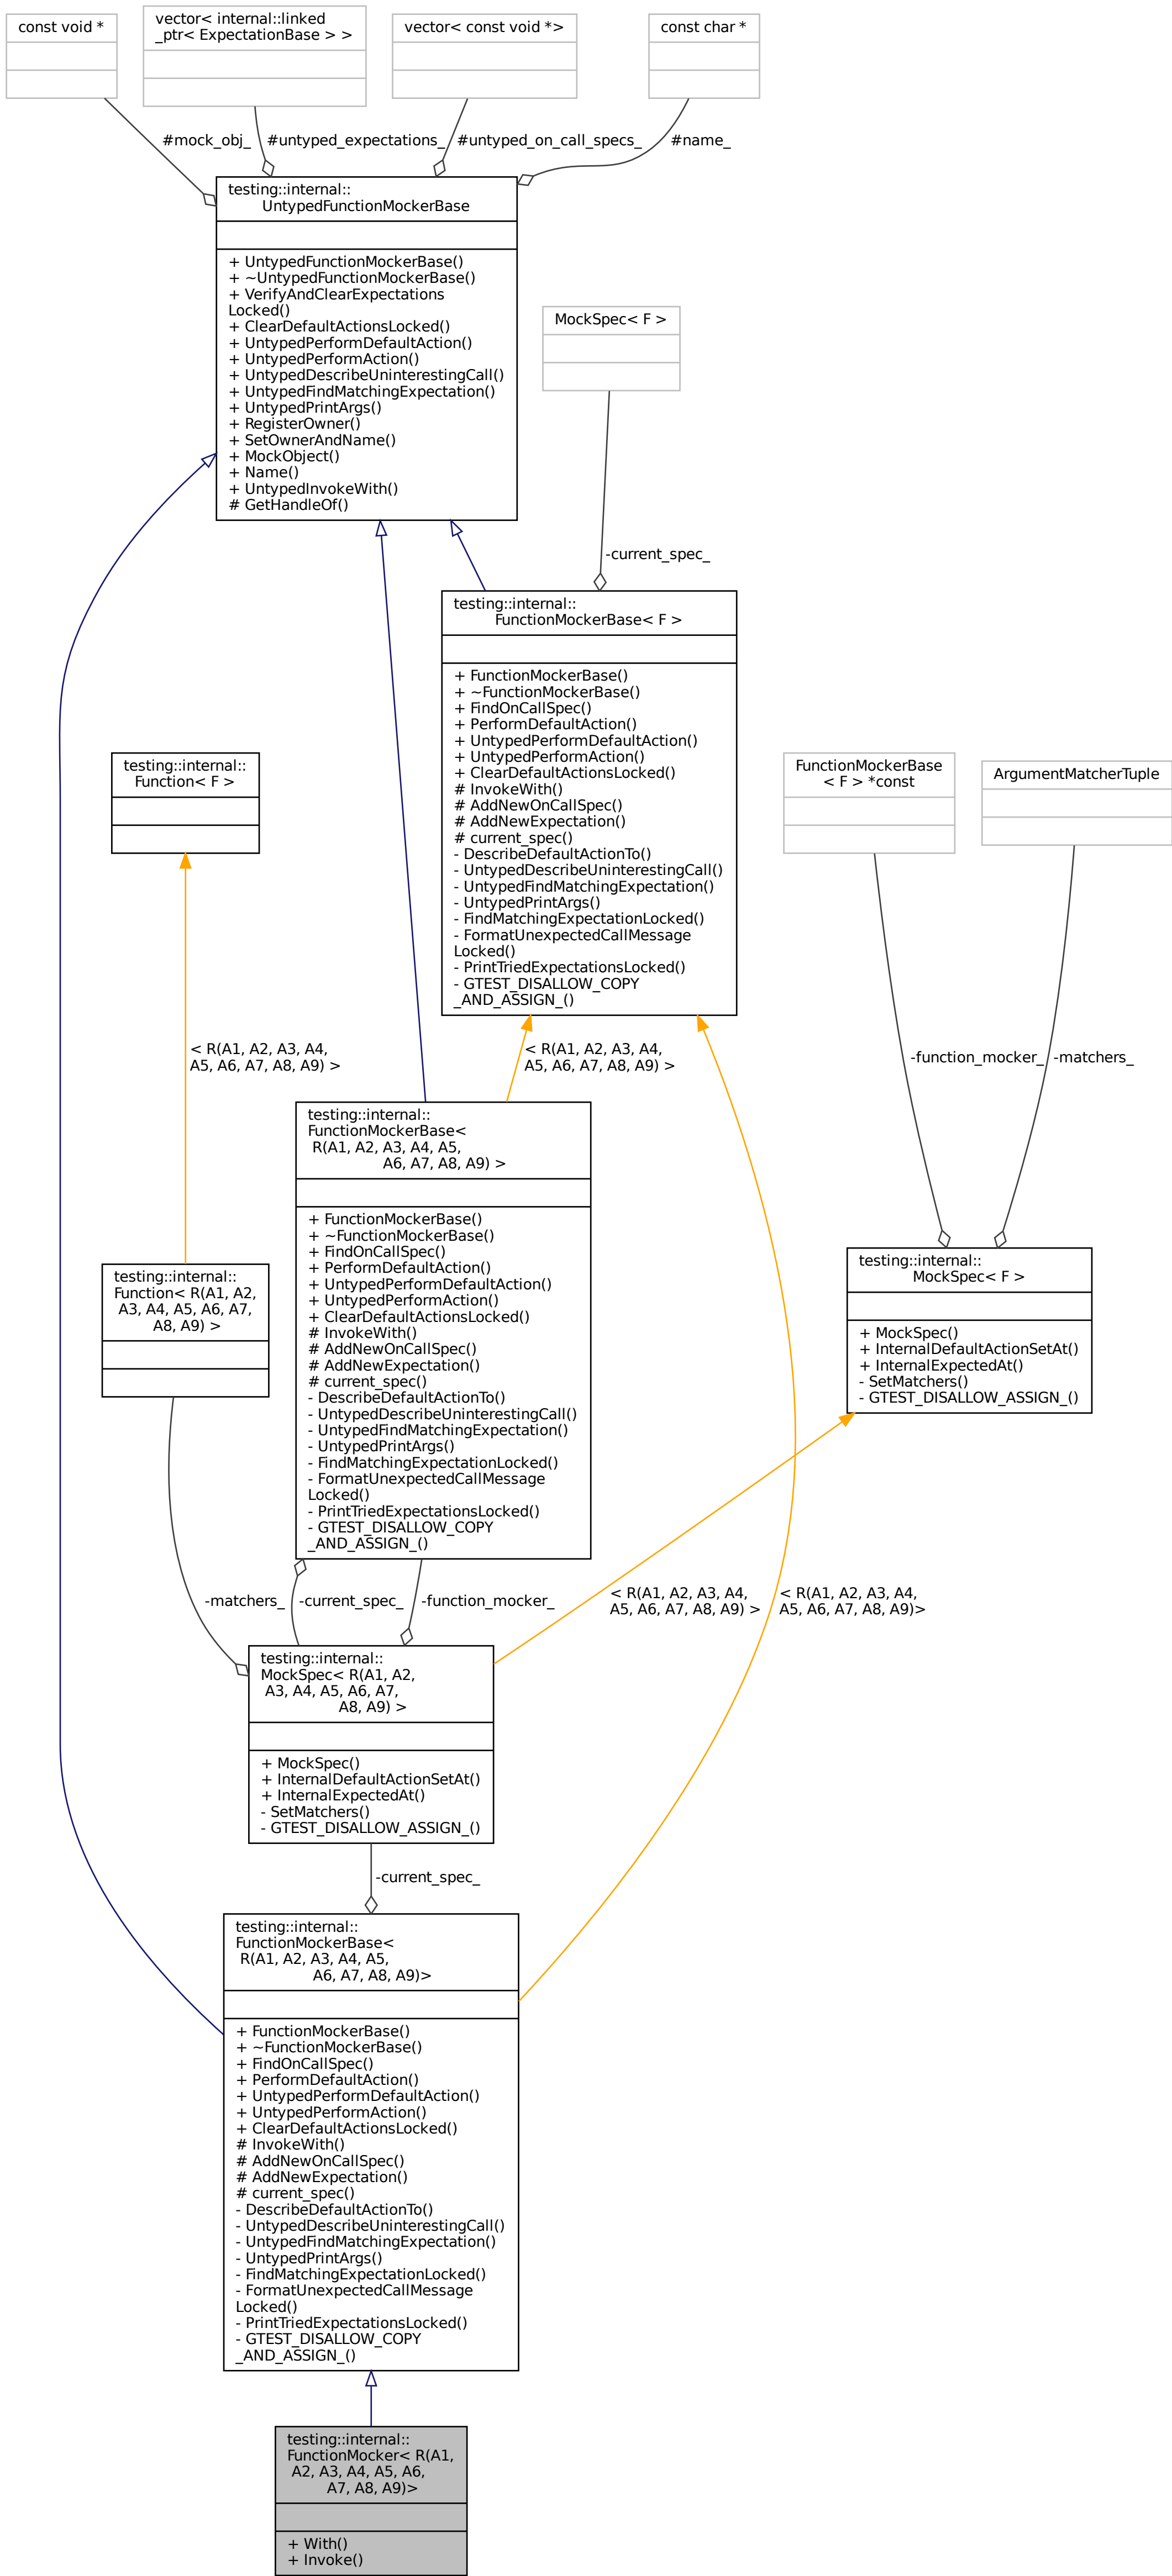 const void *
vector< internal::linked
_ptr< ExpectationBase > >
vector< const void *>
const char *
#mock_obj_
#untyped_expectations_
#untyped_on_call_specs_
#name_
testing::internal::
UntypedFunctionMockerBase
+ UntypedFunctionMockerBase()
+ ~UntypedFunctionMockerBase()
+ VerifyAndClearExpectations
Locked()
+ ClearDefaultActionsLocked()
+ UntypedPerformDefaultAction()
+ UntypedPerformAction()
+ UntypedDescribeUninterestingCall()
+ UntypedFindMatchingExpectation()
+ UntypedPrintArgs()
+ RegisterOwner()
+ SetOwnerAndName()
+ MockObject()
+ Name()
+ UntypedInvokeWith()
# GetHandleOf()
MockSpec< F >
-current_spec_
testing::internal::
FunctionMockerBase< F >
+ FunctionMockerBase()
+ ~FunctionMockerBase()
+ FindOnCallSpec()
+ PerformDefaultAction()
+ UntypedPerformDefaultAction()
+ UntypedPerformAction()
+ ClearDefaultActionsLocked()
# InvokeWith()
# AddNewOnCallSpec()
# AddNewExpectation()
# current_spec()
- DescribeDefaultActionTo()
- UntypedDescribeUninterestingCall()
- UntypedFindMatchingExpectation()
- UntypedPrintArgs()
- FindMatchingExpectationLocked()
- FormatUnexpectedCallMessage
Locked()
- PrintTriedExpectationsLocked()
- GTEST_DISALLOW_COPY
_AND_ASSIGN_()
testing::internal::
Function< F >
FunctionMockerBase
< F > *const
ArgumentMatcherTuple
< R(A1, A2, A3, A4,
A5, A6, A7, A8, A9) >
< R(A1, A2, A3, A4,
A5, A6, A7, A8, A9) >
-function_mocker_
-matchers_
testing::internal::
FunctionMockerBase<
R(A1, A2, A3, A4, A5,
A6, A7, A8, A9) >
+ FunctionMockerBase()
+ ~FunctionMockerBase()
+ FindOnCallSpec()
+ PerformDefaultAction()
+ UntypedPerformDefaultAction()
+ UntypedPerformAction()
+ ClearDefaultActionsLocked()
# InvokeWith()
# AddNewOnCallSpec()
# AddNewExpectation()
# current_spec()
- DescribeDefaultActionTo()
- UntypedDescribeUninterestingCall()
- UntypedFindMatchingExpectation()
- UntypedPrintArgs()
- FindMatchingExpectationLocked()
- FormatUnexpectedCallMessage
Locked()
- PrintTriedExpectationsLocked()
- GTEST_DISALLOW_COPY
_AND_ASSIGN_()
testing::internal::
Function< R(A1, A2,
A3, A4, A5, A6, A7,
A8, A9) >
testing::internal::
MockSpec< F >
+ MockSpec()
+ InternalDefaultActionSetAt()
+ InternalExpectedAt()
- SetMatchers()
- GTEST_DISALLOW_ASSIGN_()
-matchers_
-current_spec_
-function_mocker_
< R(A1, A2, A3, A4,
A5, A6, A7, A8, A9) >
< R(A1, A2, A3, A4,
A5, A6, A7, A8, A9)>
testing::internal::
MockSpec< R(A1, A2,
A3, A4, A5, A6, A7,
A8, A9) >
+ MockSpec()
+ InternalDefaultActionSetAt()
+ InternalExpectedAt()
- SetMatchers()
- GTEST_DISALLOW_ASSIGN_()
-current_spec_
testing::internal::
FunctionMockerBase<
R(A1, A2, A3, A4, A5,
A6, A7, A8, A9)>
+ FunctionMockerBase()
+ ~FunctionMockerBase()
+ FindOnCallSpec()
+ PerformDefaultAction()
+ UntypedPerformDefaultAction()
+ UntypedPerformAction()
+ ClearDefaultActionsLocked()
# InvokeWith()
# AddNewOnCallSpec()
# AddNewExpectation()
# current_spec()
- DescribeDefaultActionTo()
- UntypedDescribeUninterestingCall()
- UntypedFindMatchingExpectation()
- UntypedPrintArgs()
- FindMatchingExpectationLocked()
- FormatUnexpectedCallMessage
Locked()
- PrintTriedExpectationsLocked()
- GTEST_DISALLOW_COPY
_AND_ASSIGN_()
testing::internal::
FunctionMocker< R(A1,
A2, A3, A4, A5, A6,
A7, A8, A9)>
+ With()
+ Invoke()